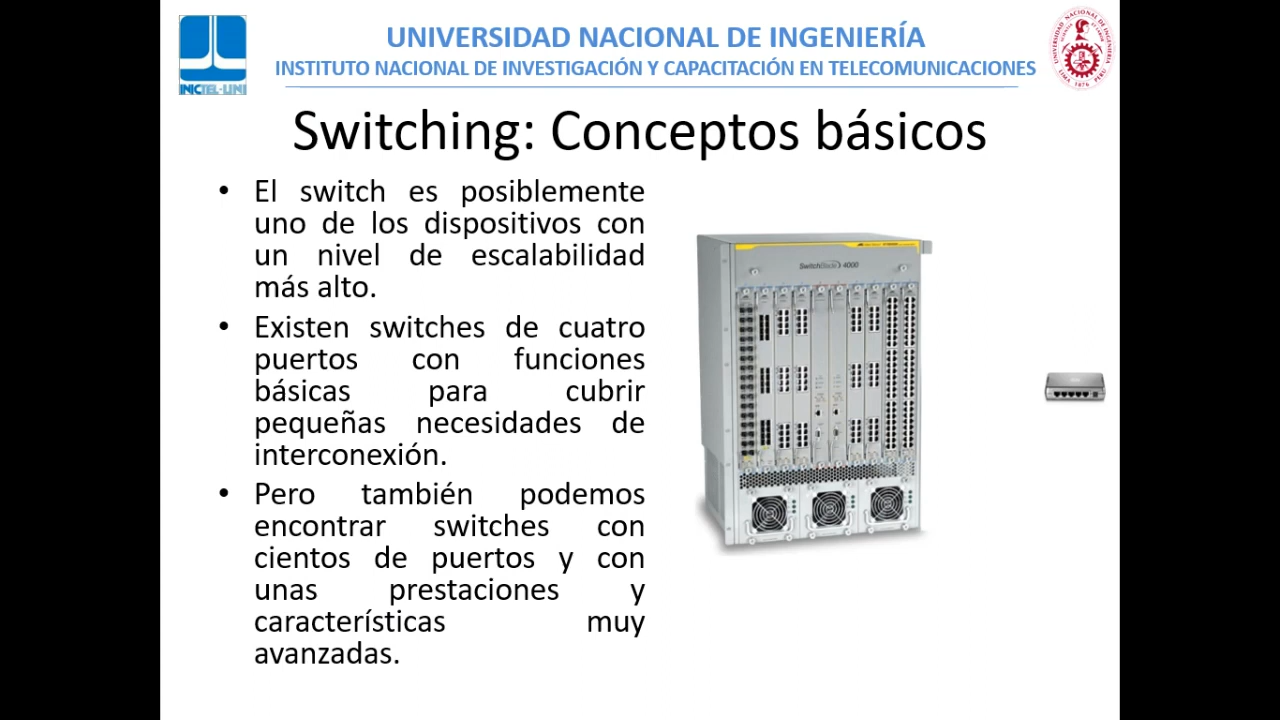 UNIVERSIDAD NACIONAL DE INGENIERÍA
INSTITUTO NACIONAL DE INVESTIGACIÓN Y CAPACITACIÓN EN TELECOMUNICACIONES
INICTEL-UNI
Switching: Conceptos básicos
• El switch es posiblemente
uno de los dispositivos con
un nivel de escalabilidad
más alto.
• Existen switches de cuatro
puertos con funciones
básicas para cubrir
pequeñas necesidades de
interconexión.
• Pero también podemos
encontrar switches con
cientos de puertos y con
unas prestaciones y
características muy
avanzadas.
SwitchBlade 4000